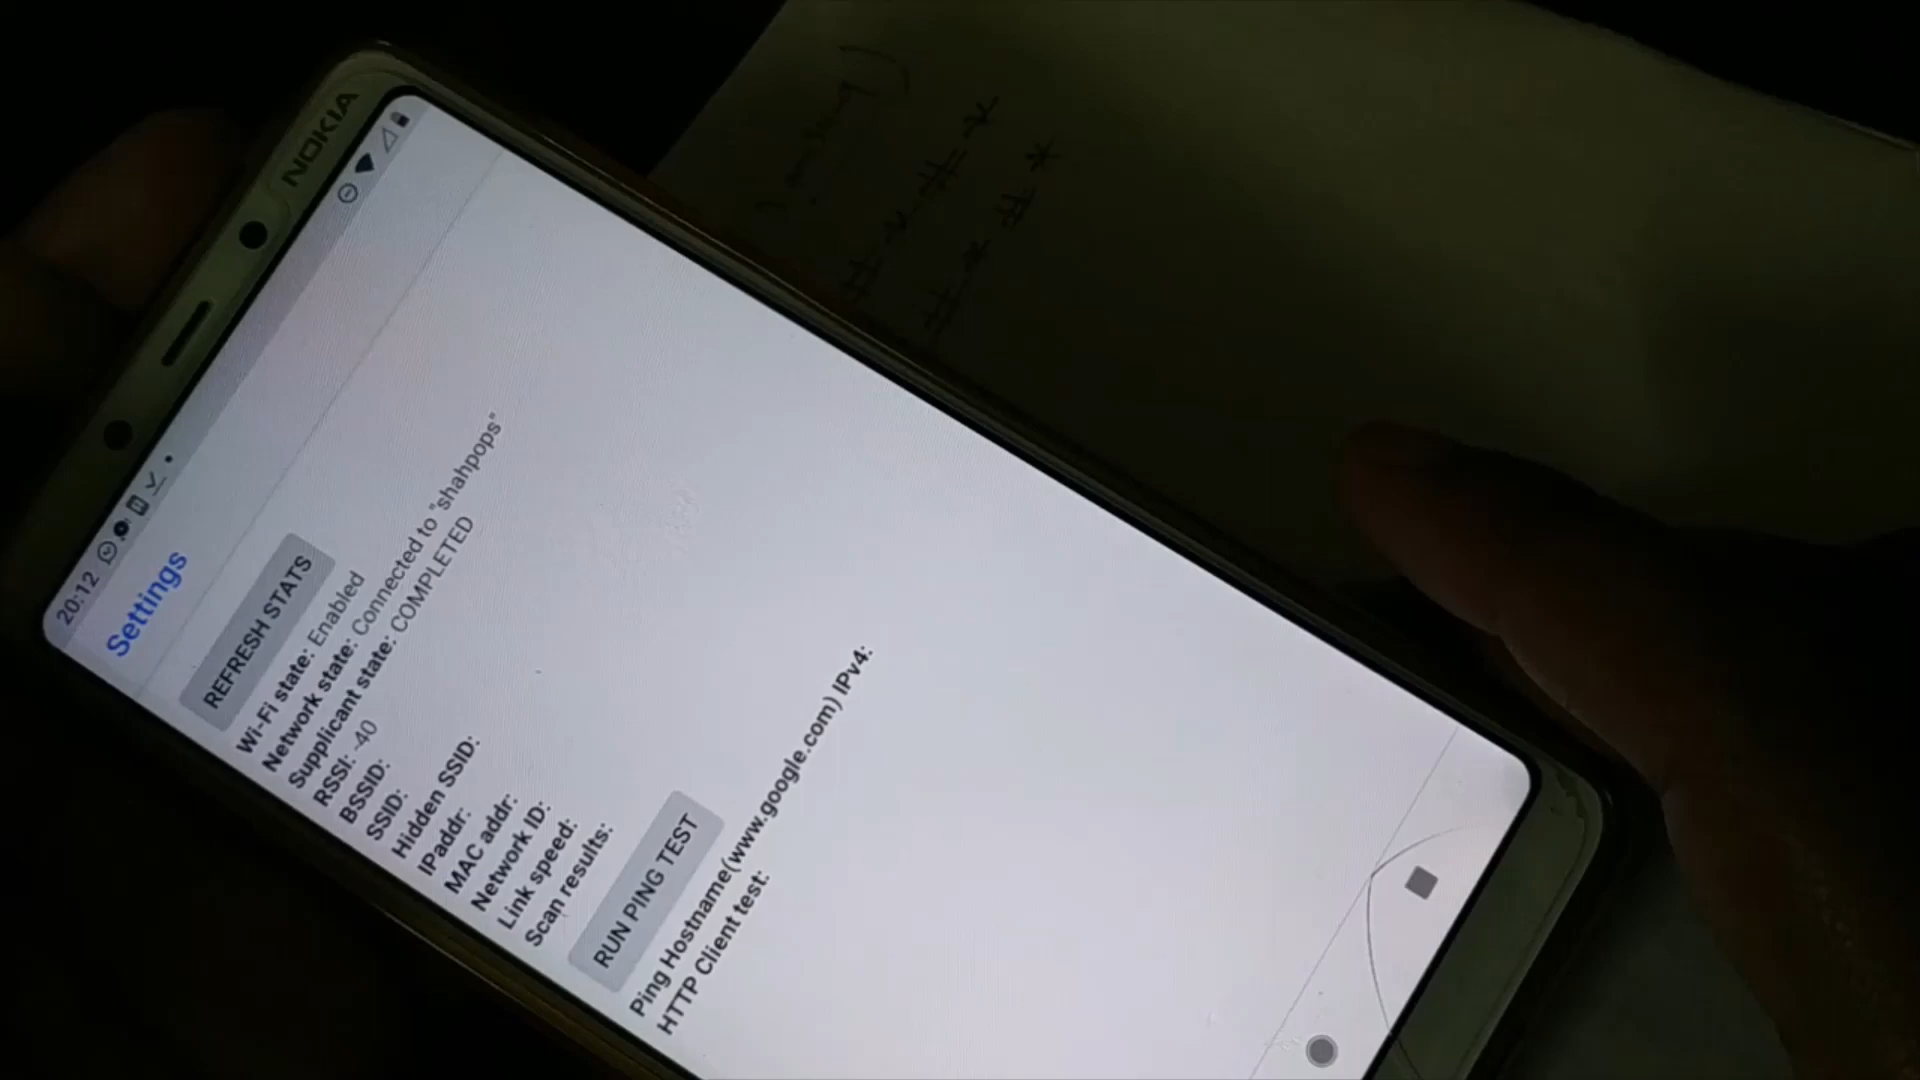 NOKIA
20:12
Settings
REFRESH STATS
Wi-Fi state: Enabled
Network state: Connected to "shahpops"
Supplicant state: COMPLETED
RSSI: -40
BSSID:
SSID:
Hidden SSID:
IPaddr:
MAC addr:
Network ID:
Link speed:
Scan results:
RUN PING TEST
Ping Hostname(www.google.com) IPv4:
HTTP Client test: